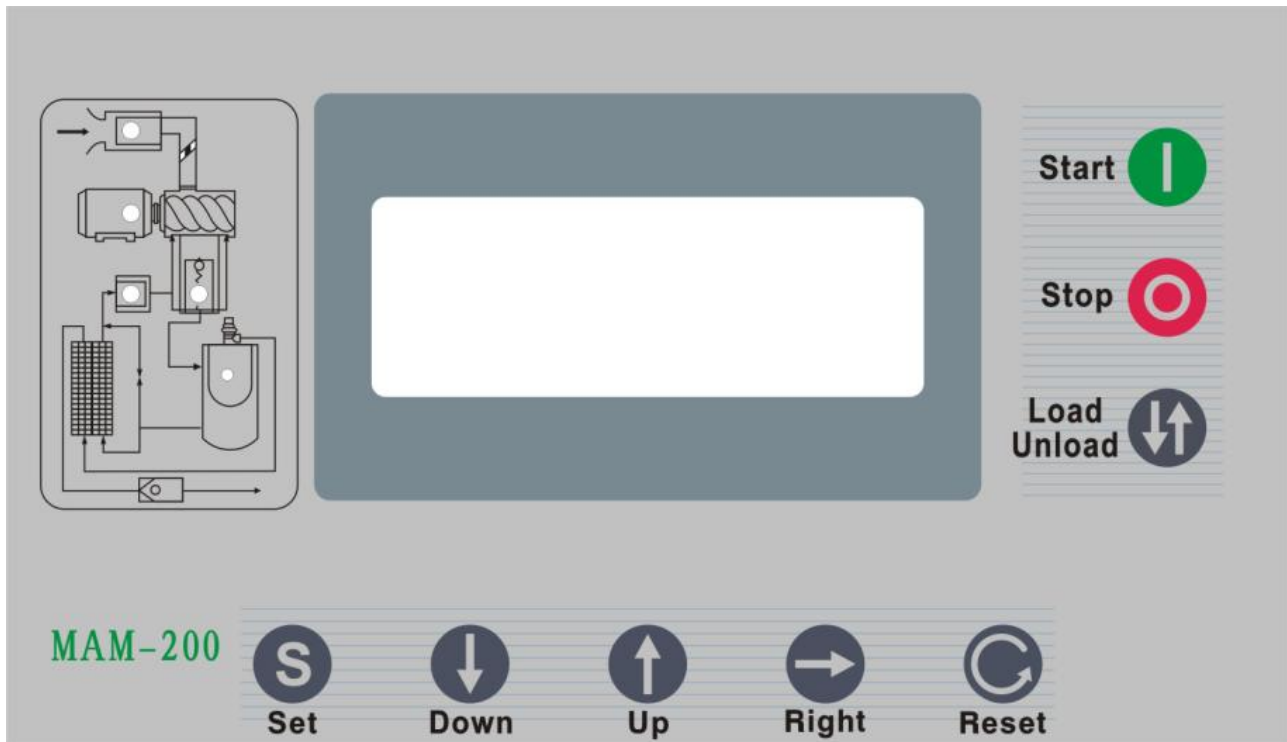 Start
Stop
Load
Unload
MAM-200
S
Set
Down
Up
Right
Reset